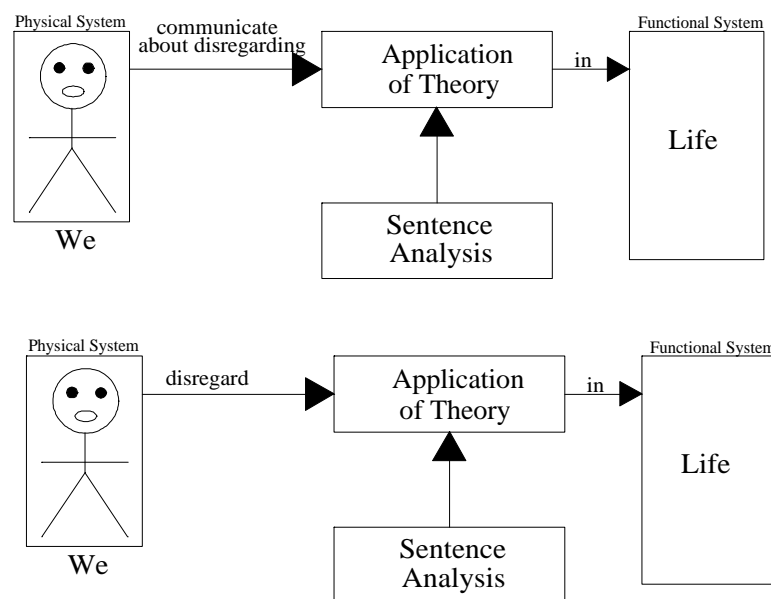 Physical System
communicate
about disregarding
Application
of Theory
in
Functional System
Life
We
Sentence
Analysis
Physical System
disregard
Application
of Theory
in
Functional System
Life
We
Sentence
Analysis